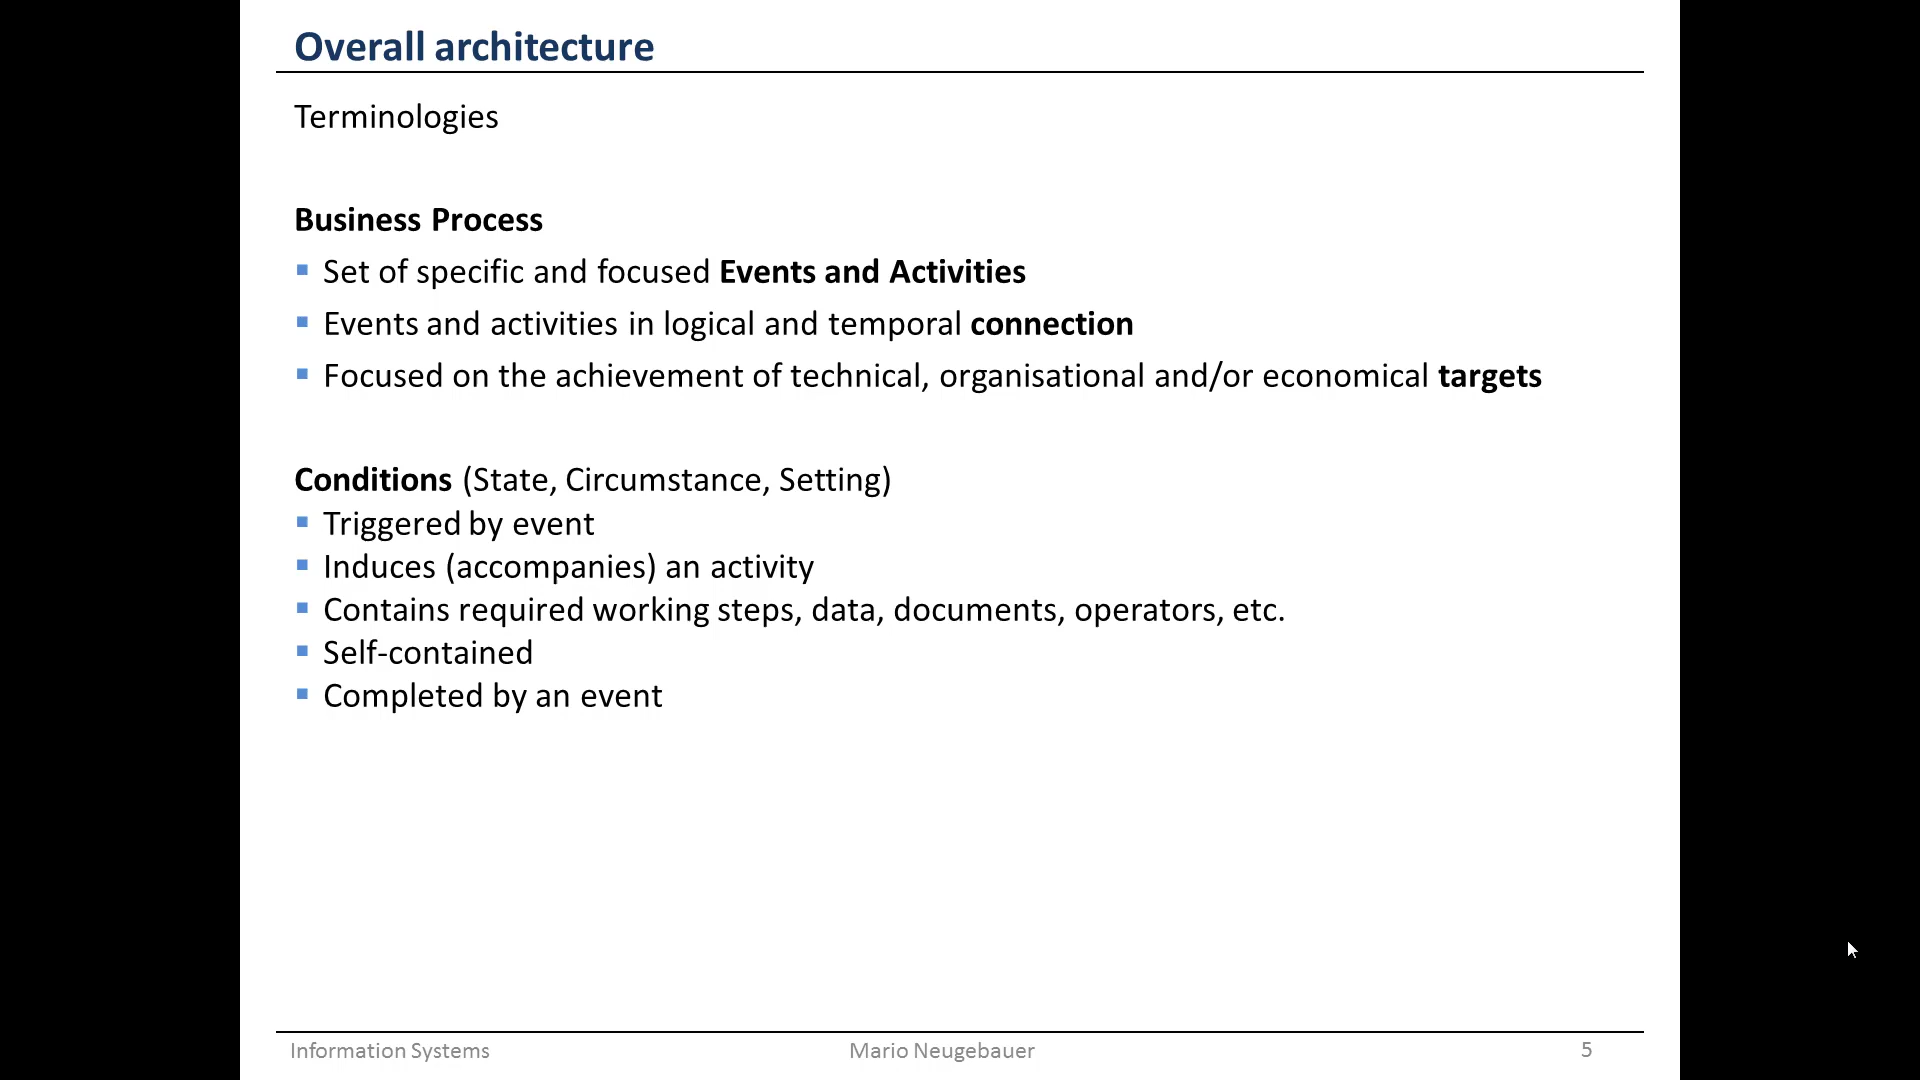 Overall architecture
Terminologies
Business Process
Set of specific and focused Events and Activities
Events and activities in logical and temporal connection
Focused on the achievement of technical, organisational and/or economical targets
Conditions (State, Circumstance, Setting)
Triggered by event
Induces (accompanies) an activity
Contains required working steps, data, documents, operators, etc.
Self-contained
Completed by an event
Information Systems
Mario Neugebauer
5